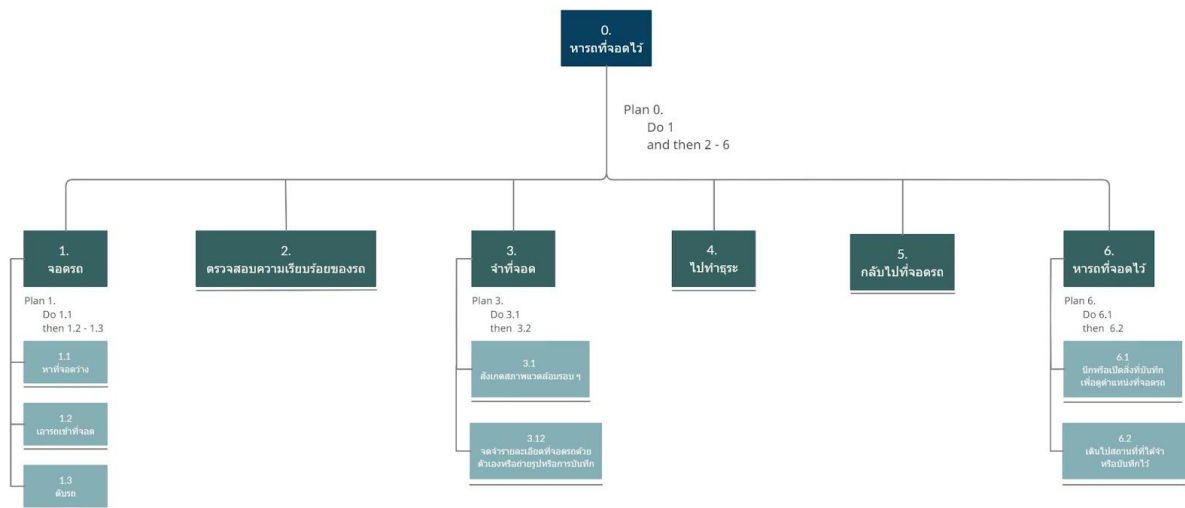 0.
หารถที่จอดไว้
Plan 0.
Do 1
and then 2 - 6
1.
จอดรถ
2.
ตรวจสอบความเรียบร้อยของรถ
3.
จำที่จอด
4.
ไปทำธุระ
5.
กลับไปที่จอดรถ
6.
หารถที่จอดไว้
Plan 1.
Do 1.1
then 1.2 - 1.3
1.1
หาที่จอดว่าง
1.2
เอารถเข้าที่จอด
1.3
ดับรถ
Plan 3.
Do 3.1
then 3.2
3.1
สังเกตสภาพแวดล้อมรอบ ๆ
3.12
จดจำรายละเอียดที่จอดรถด้วย
ตัวเองหรือถ่ายรูปหรือการบันทึก
Plan 6.
Do 6.1
then 6.2
6.1
นึกหรือเปิดสิ่งที่บันทึก
เพื่อดูตำแหน่งที่จอดรถ
6.2
เดินไปสถานที่ที่ได้จำ
หรือบันทึกไว้